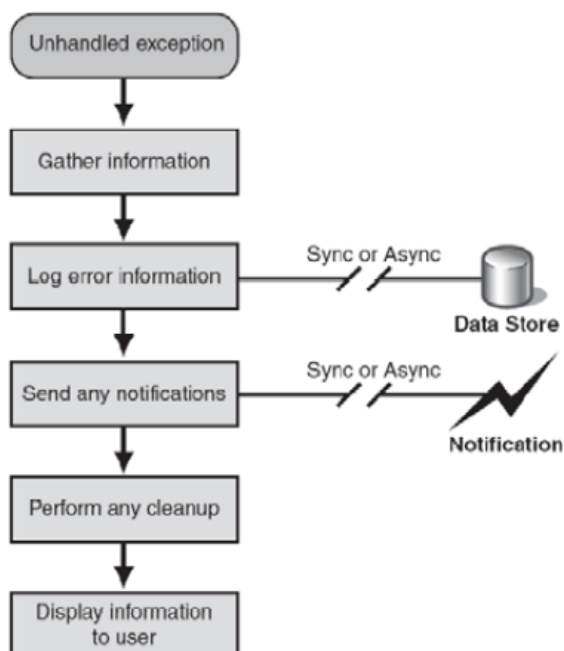 Unhandled exception
Gather information
Log error information
Sync or Async
Data Store
Send any notifications
Sync or Async
Notification
Perform any cleanup
Display information
to user